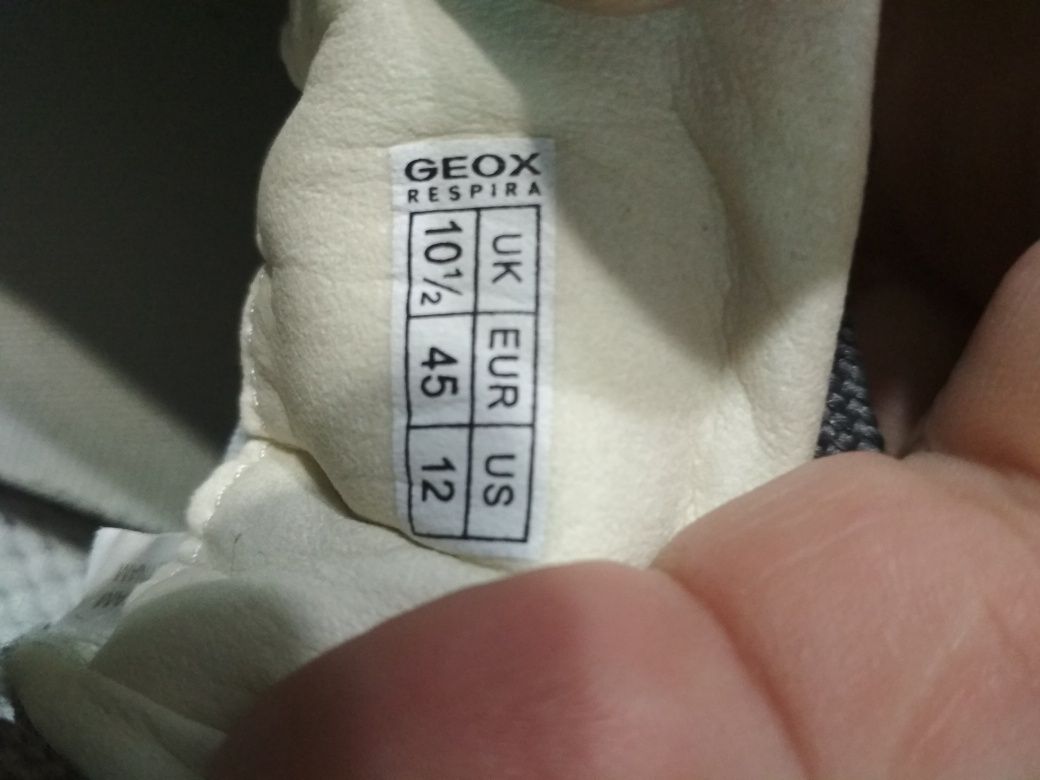 GEOX
RESPIRA
UK EUR US
10½ 45 12